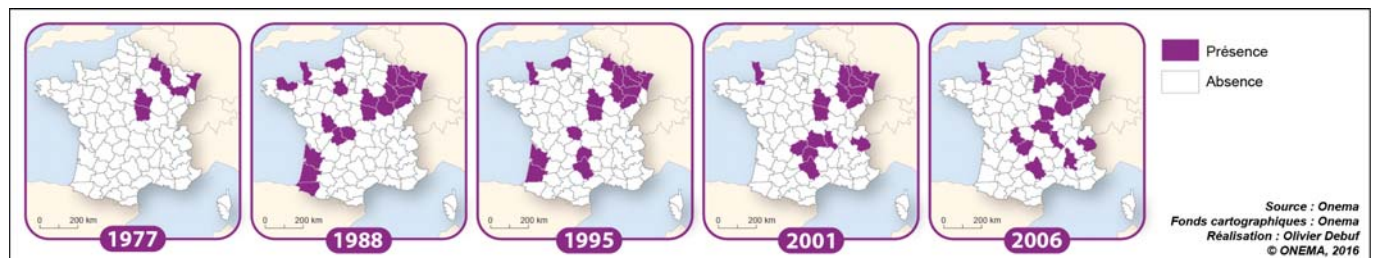 Présence
Absence
0 200 km
0 200 km
0 200 km
0 200 km
0 200 km
1977
1988
1995
2001
2006
Source : Onema
Fonds cartographiques : Onema
Réalisation : Olivier Debuf
© ONEMA, 2016